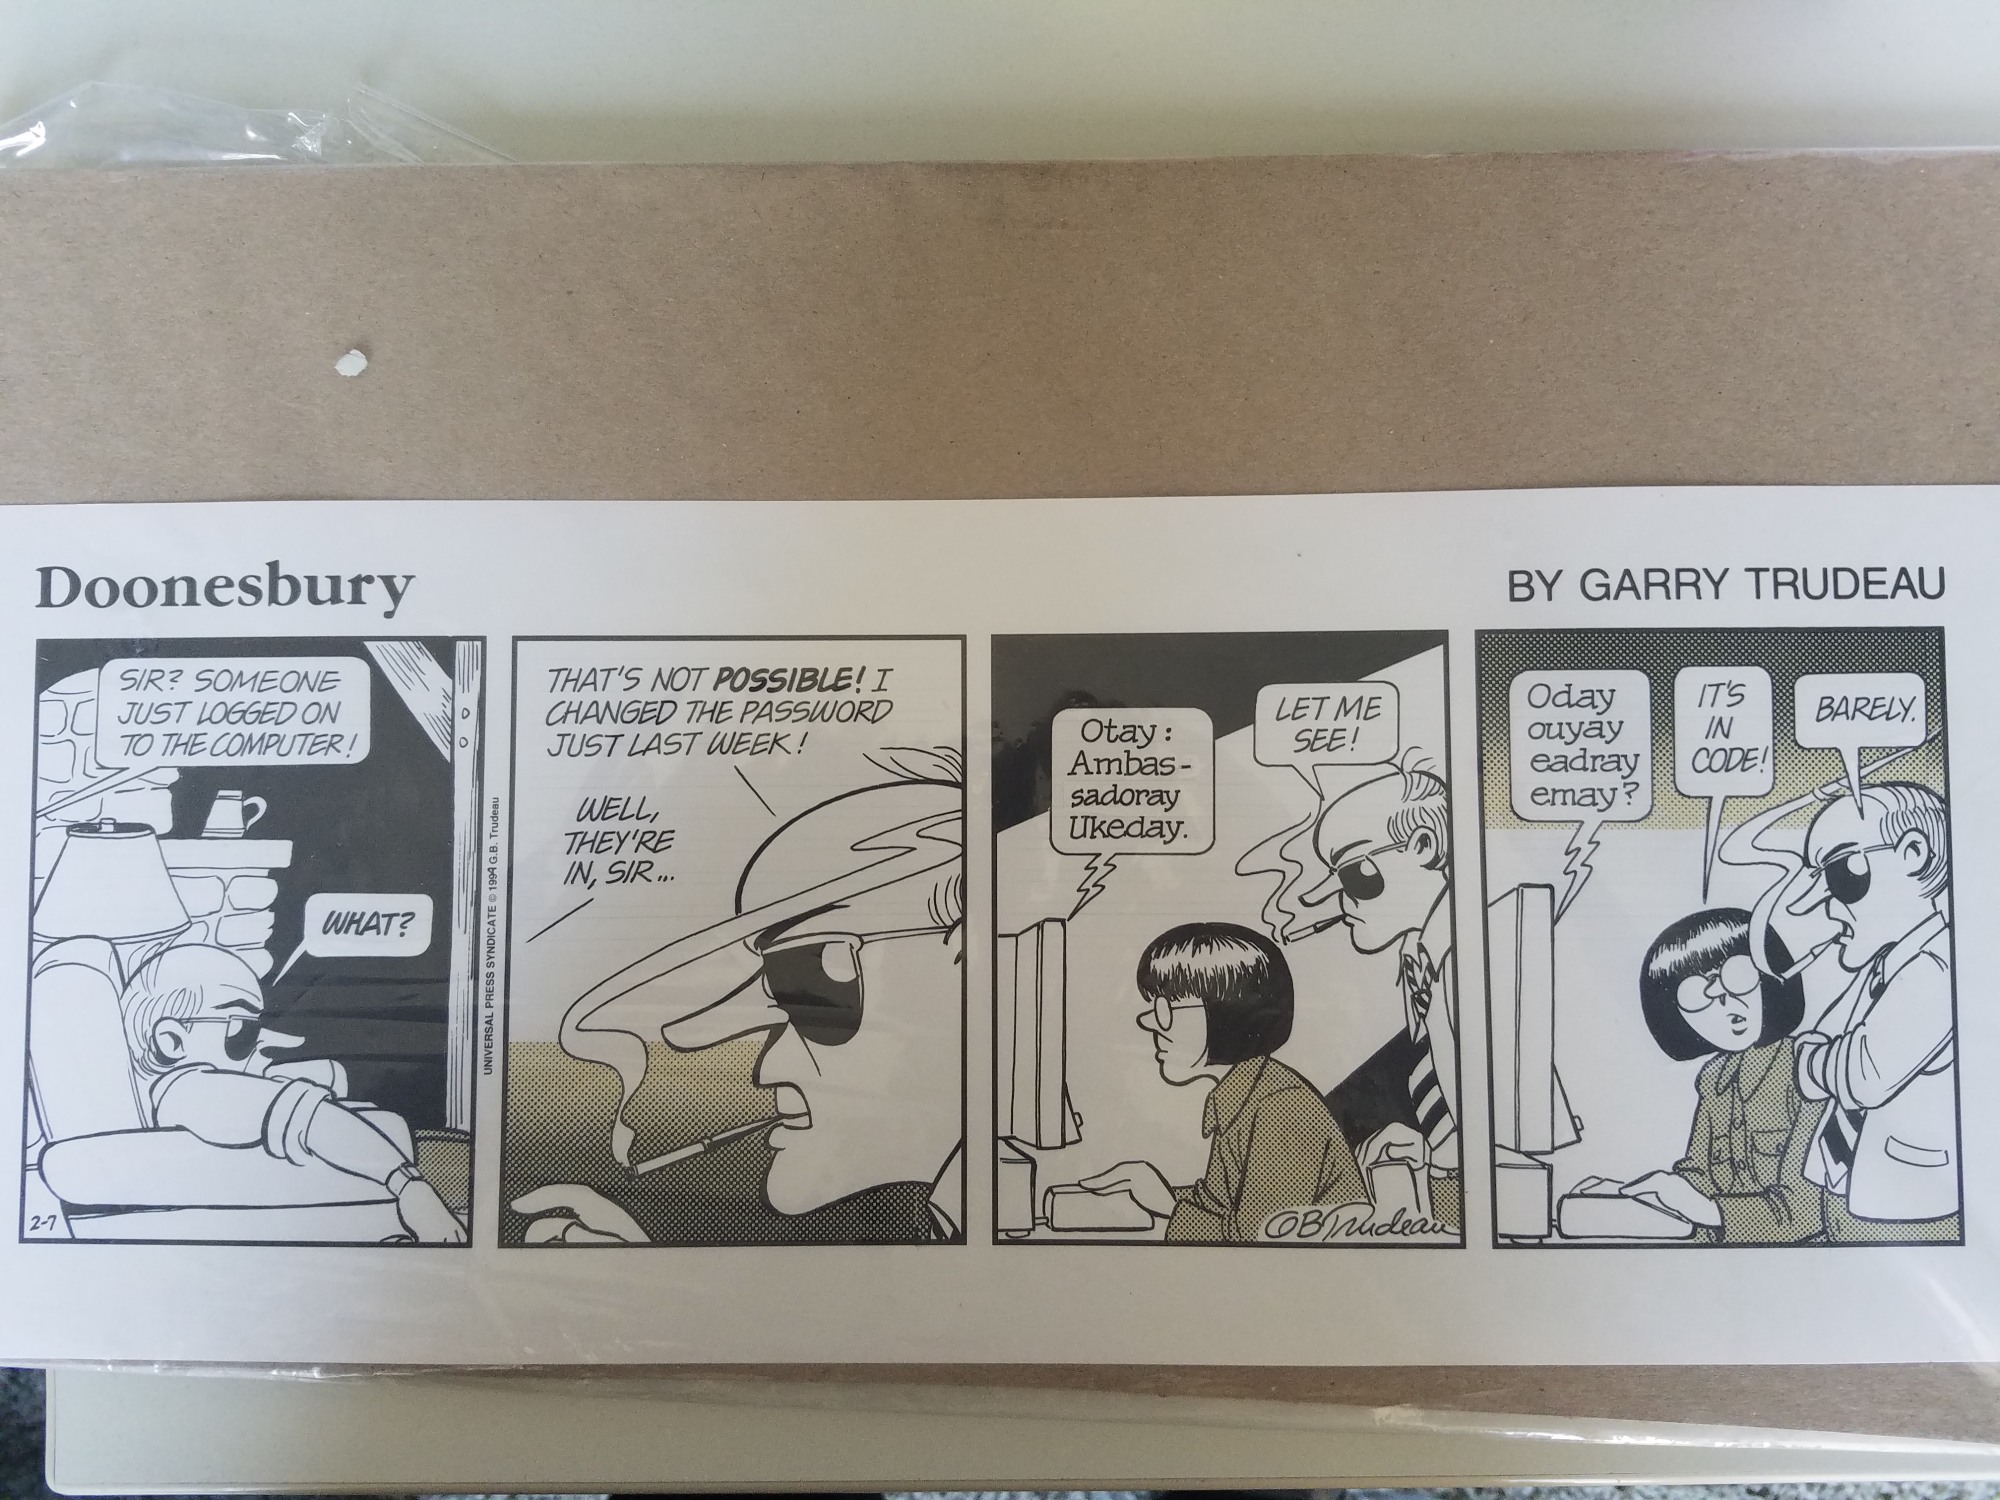 Doonesbury
BY GARRY TRUDEAU
SIR? SOMEONE
JUST LOGGED ON
TO THE COMPUTER!
WHAT?
2-7
UNIVERSAL PRESS SYNDICATE © 1994 G.B. Trudeau
THAT'S NOT POSSIBLE! I
CHANGED THE PASSWORD
JUST LAST WEEK!
WELL,
THEY'RE
IN, SIR...
Otay:
Ambas-
sadoray
Ukeday.
LET ME
SEE!
GBTrudeau
Oday
ouyay
eadray
emay?
IT'S
IN
CODE!
BARELY.